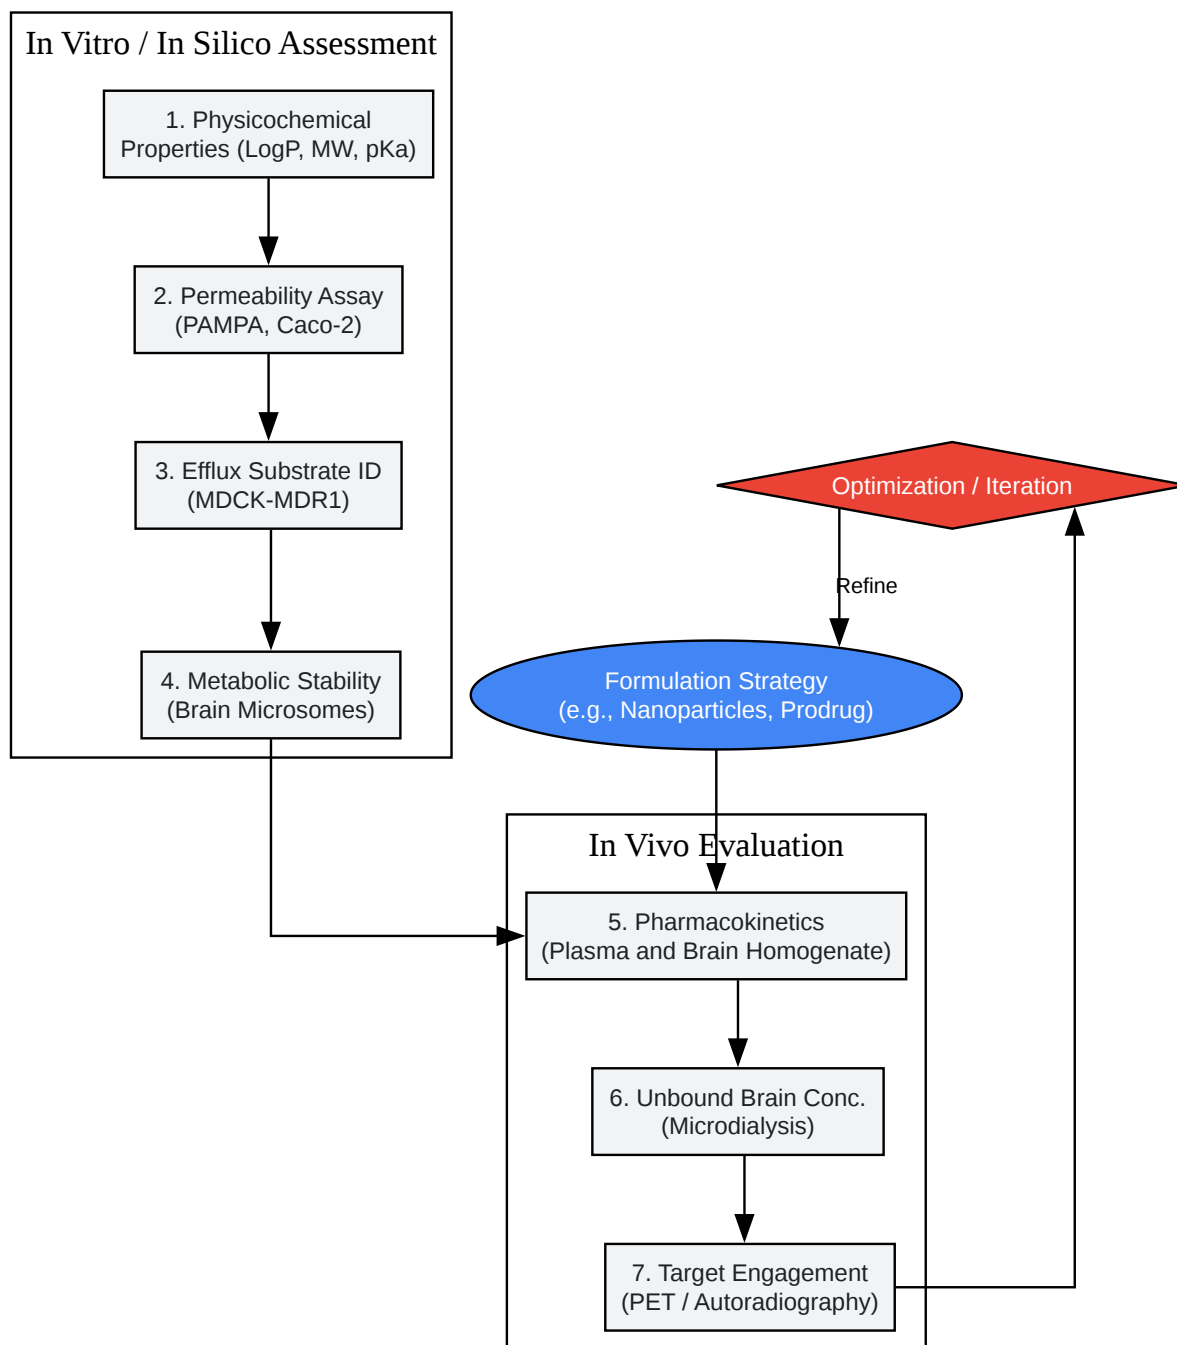 In Vitro / In Silico Assessment
1. Physicochemical
Properties (LogP, MW, pKa)
2. Permeability Assay
(PAMPA, Caco-2)
3. Efflux Substrate ID
(MDCK-MDR1)
4. Metabolic Stability
(Brain Microsomes)
Optimization / Iteration
Refine
Formulation Strategy
(e.g., Nanoparticles, Prodrug)
In Vivo Evaluation
5. Pharmacokinetics
(Plasma and Brain Homogenate)
6. Unbound Brain Conc.
(Microdialysis)
7. Target Engagement
(PET / Autoradiography)